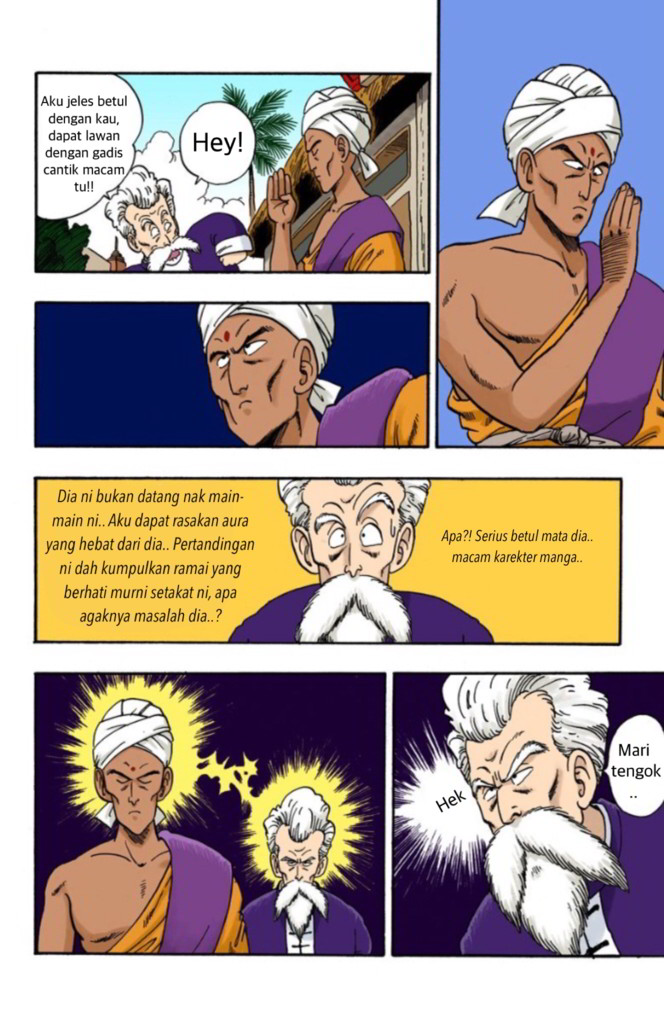 Aku jeles betul
dengan kau,
dapat lawan
dengan gadis
cantik macam
tu!!
Hey!
Dia ni bukan datang nak main-
main ni.. Aku dapat rasakan aura
yang hebat dari dia.. Pertandingan
ni dah kumpulkan ramai yang
berhati murni setakat ni, apa
agaknya masalah dia..?
Apa?! Serius betul mata dia..
macam karekter manga..
Hek
Mari
tengok
..